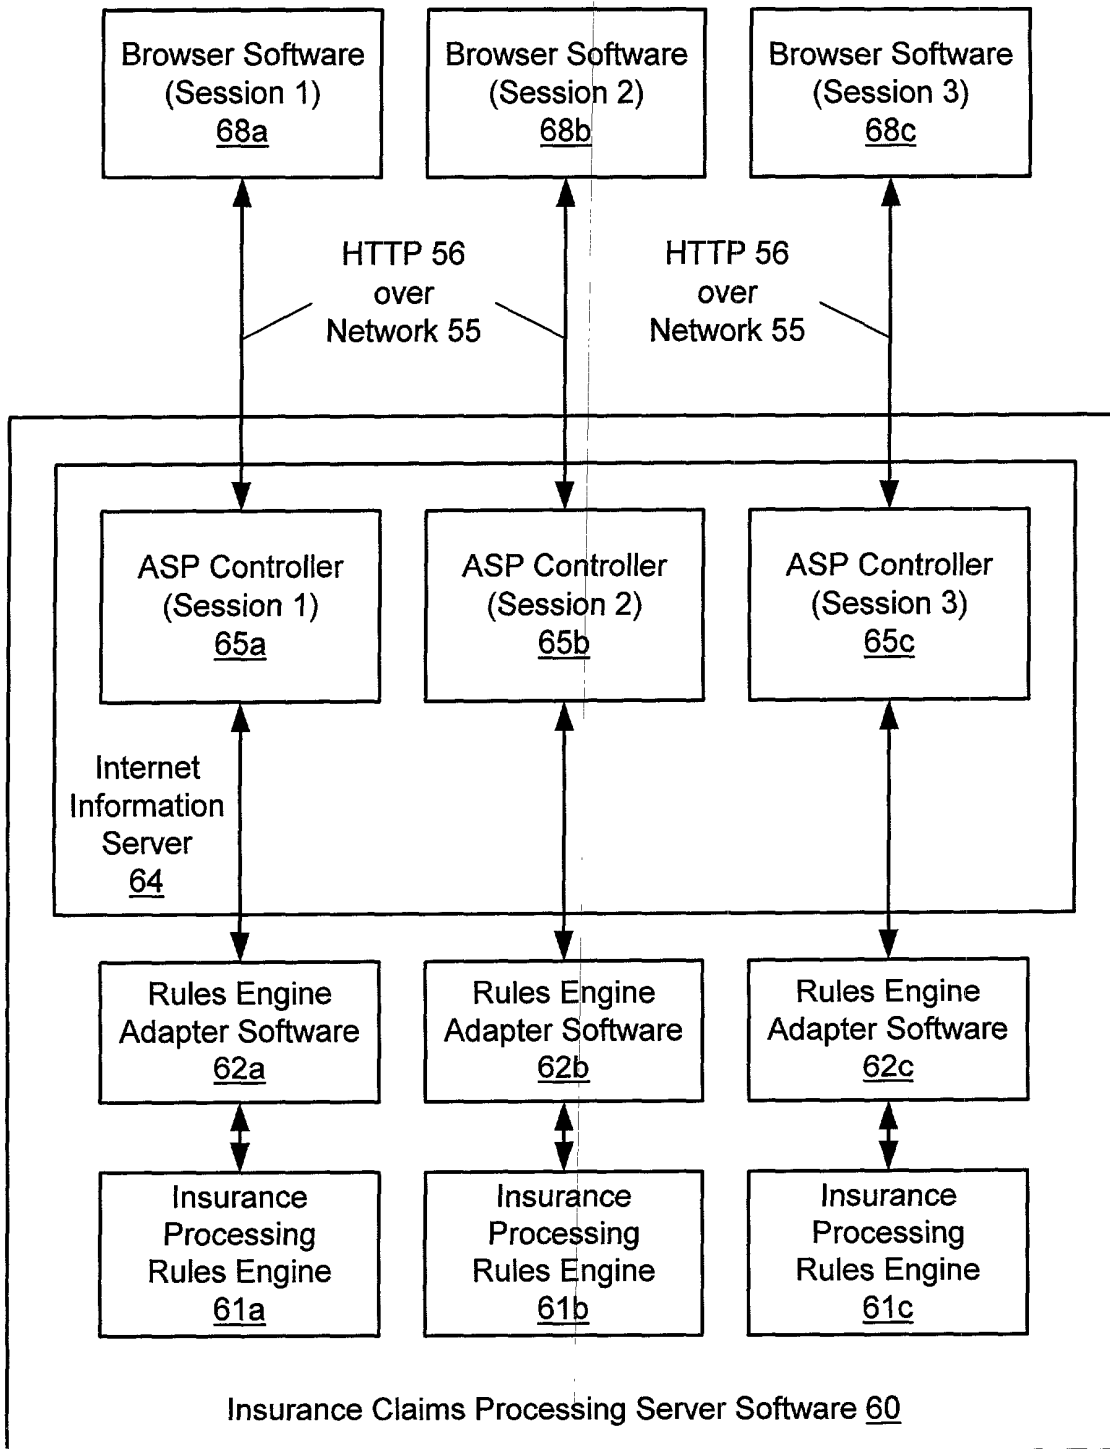 Browser Software
(Session 1)
68a
Browser Software
(Session 2)
68b
Browser Software
(Session 3)
68c
HTTP 56
over
Network 55
HTTP 56
over
Network 55
ASP Controller
(Session 1)
65a
ASP Controller
(Session 2)
65b
ASP Controller
(Session 3)
65c
Internet
Information
Server
64
Rules Engine
Adapter Software
62a
Rules Engine
Adapter Software
62b
Rules Engine
Adapter Software
62c
Insurance
Processing
Rules Engine
61a
Insurance
Processing
Rules Engine
61b
Insurance
Processing
Rules Engine
61c
Insurance Claims Processing Server Software 60